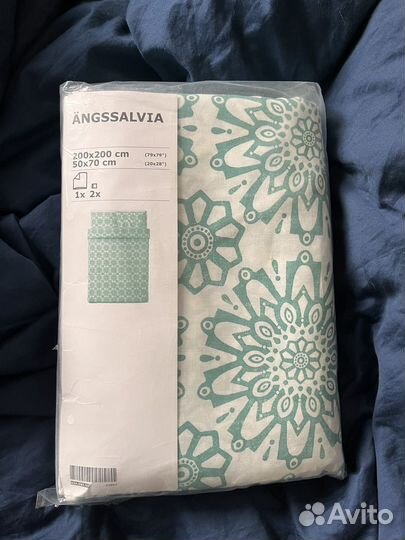 ÄNGSSALVIA
200x200 cm (79x79")
50x70 cm (20x28")
1x 2x
Avito